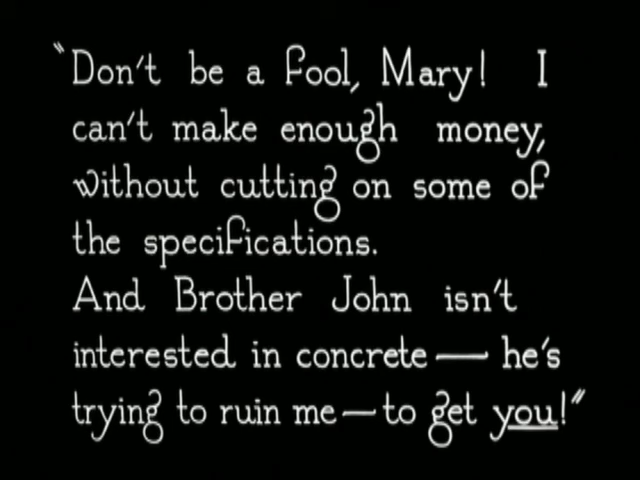 "Don't be a fool, Mary! I
can't make enough money,
without cutting on some of
the specifications.
And Brother John isn't
interested in concrete — he's
trying to ruin me — to get you!"